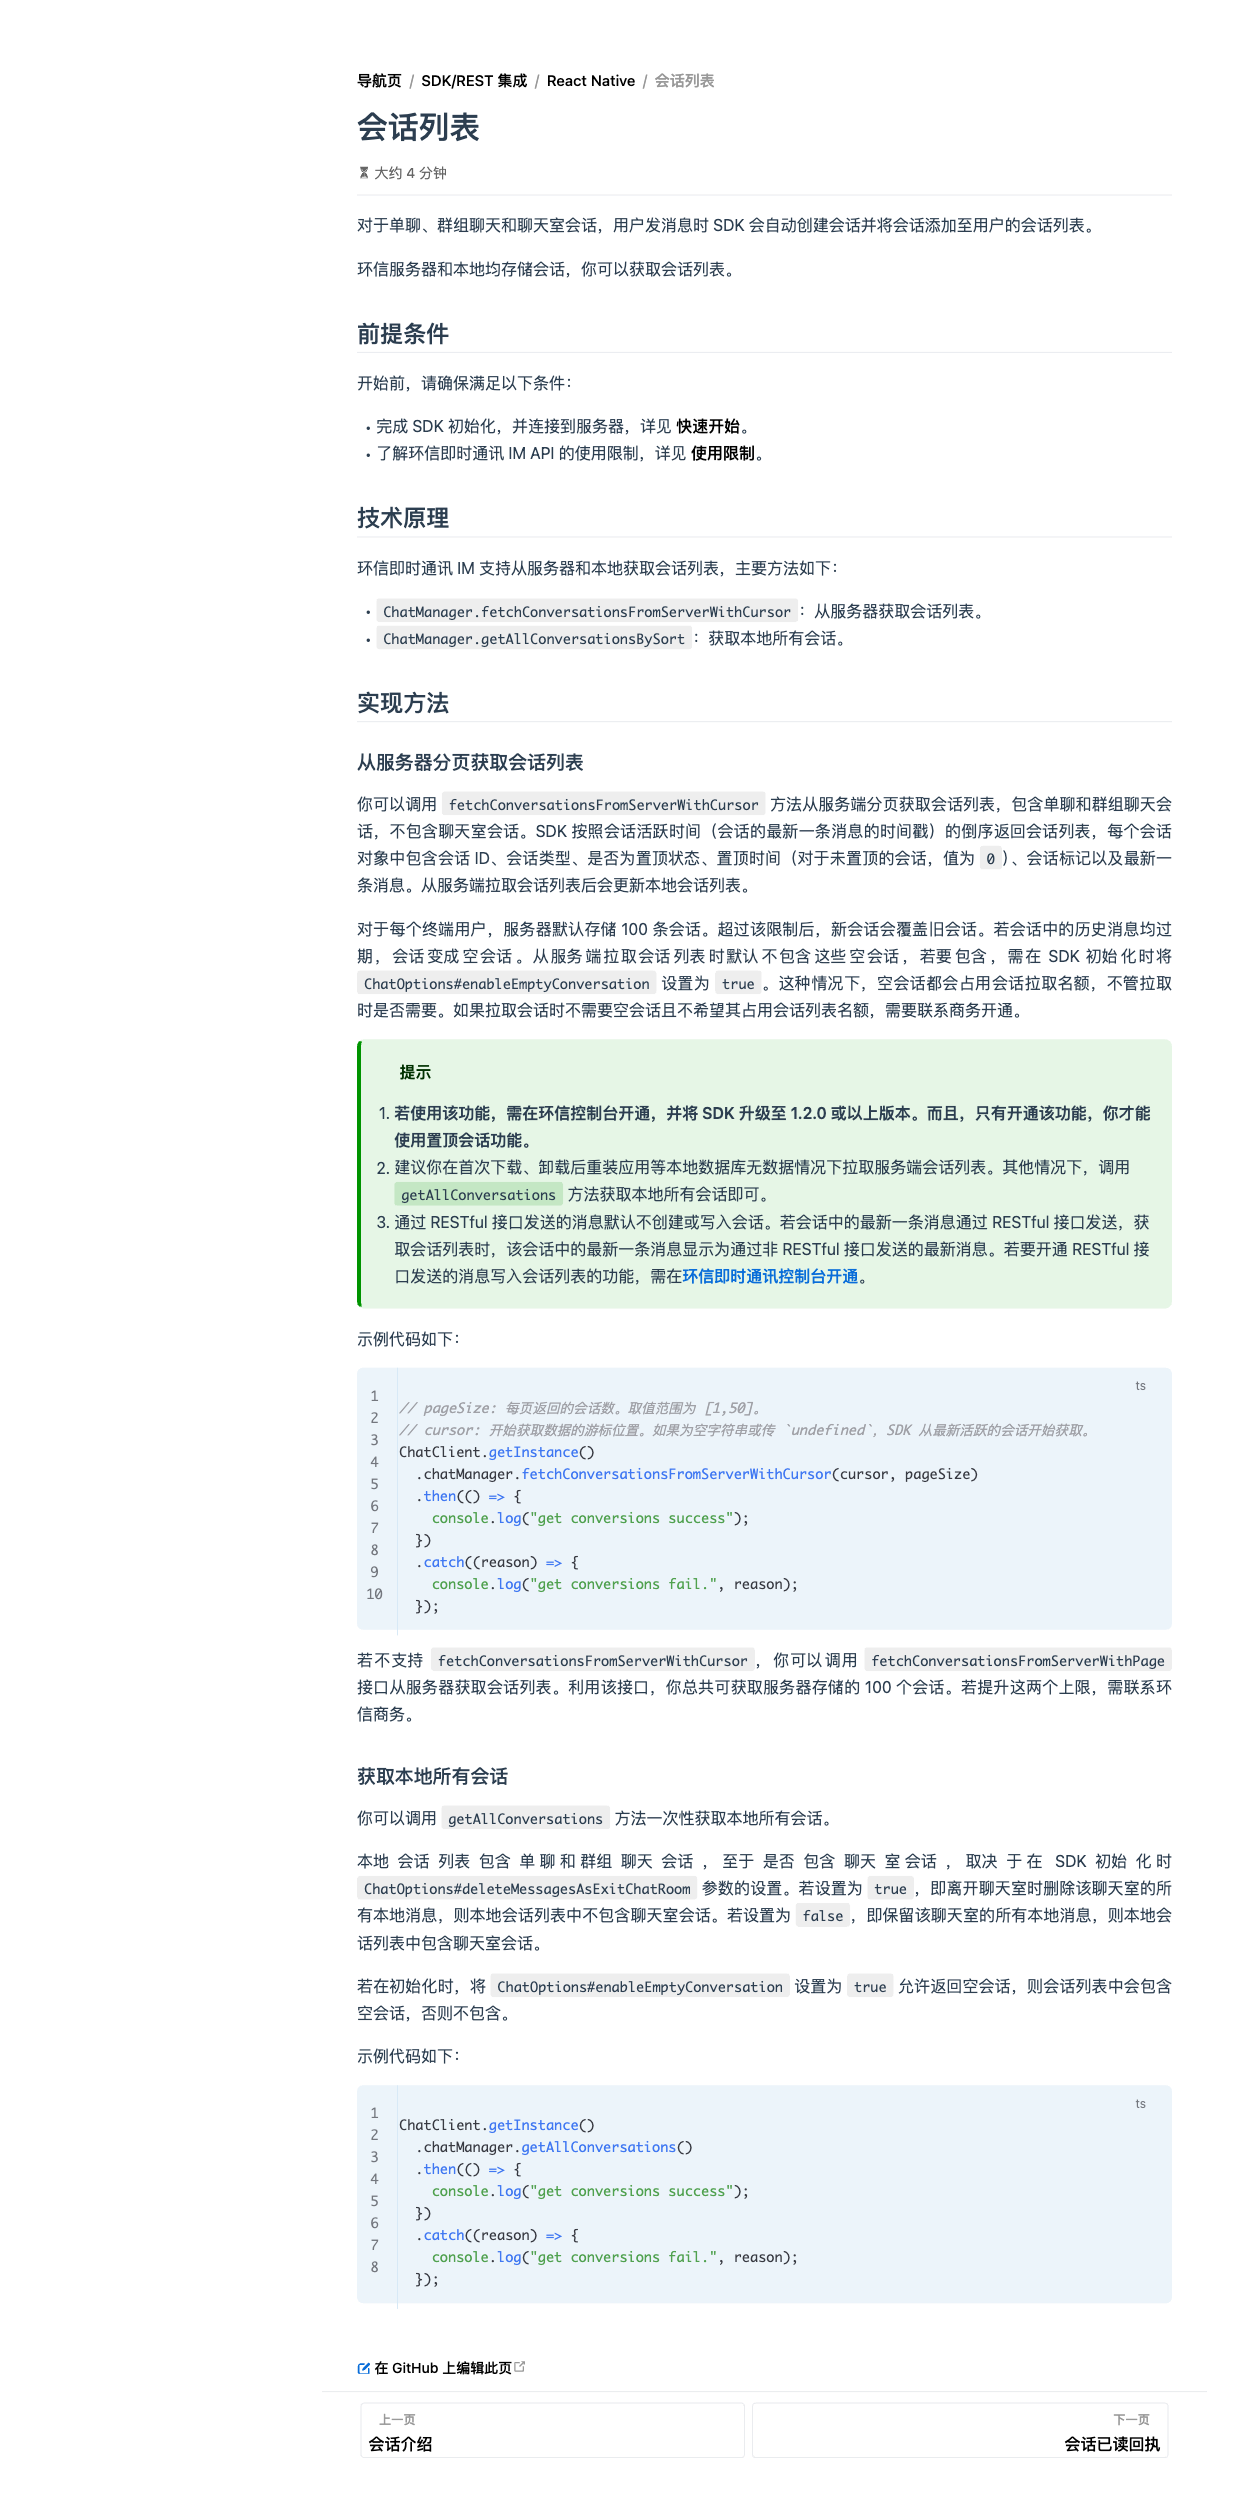 导航页 / SDK/REST 集成 / React Native / 会话列表
会话列表
大约 4 分钟
对于单聊、群组聊天和聊天室会话，用户发消息时 SDK 会自动创建会话并将会话添加至用户的会话列表。
环信服务器和本地均存储会话，你可以获取会话列表。
前提条件
开始前，请确保满足以下条件：
• 完成 SDK 初始化，并连接到服务器，详见 快速开始。
• 了解环信即时通讯 IM API 的使用限制，详见 使用限制。
技术原理
环信即时通讯 IM 支持从服务器和本地获取会话列表，主要方法如下：
• ChatManager.fetchConversationsFromServerWithCursor：从服务器获取会话列表。
• ChatManager.getAllConversationsBySort：获取本地所有会话。
实现方法
从服务器分页获取会话列表
你可以调用 fetchConversationsFromServerWithCursor 方法从服务端分页获取会话列表，包含单聊和群组聊天会
话，不包含聊天室会话。SDK 按照会话活跃时间（会话的最新一条消息的时间戳）的倒序返回会话列表，每个会话
对象中包含会话 ID、会话类型、是否为置顶状态、置顶时间（对于未置顶的会话，值为 0）、会话标记以及最新一
条消息。从服务端拉取会话列表后会更新本地会话列表。
对于每个终端用户，服务器默认存储 100 条会话。超过该限制后，新会话会覆盖旧会话。若会话中的历史消息均过
期，会话变成空会话。从服务端拉取会话列表时默认不包含这些空会话，若要包含，需在 SDK 初始化时将
ChatOptions#enableEmptyConversation 设置为 true。这种情况下，空会话都会占用会话拉取名额，不管拉取
时是否需要。如果拉取会话时不需要空会话且不希望其占用会话列表名额，需要联系商务开通。
提示
1. 若使用该功能，需在环信控制台开通，并将 SDK 升级至 1.2.0 或以上版本。而且，只有开通该功能，你才能
使用置顶会话功能。
2. 建议你在首次下载、卸载后重装应用等本地数据库无数据情况下拉取服务端会话列表。其他情况下，调用
getAllConversations 方法获取本地所有会话即可。
3. 通过 RESTful 接口发送的消息默认不创建或写入会话。若会话中的最新一条消息通过 RESTful 接口发送，获
取会话列表时，该会话中的最新一条消息显示为通过非 RESTful 接口发送的最新消息。若要开通 RESTful 接
口发送的消息写入会话列表的功能，需在环信即时通讯控制台开通。
示例代码如下：
ts
1
2
3
4
5
6
7
8
9
10
// pageSize: 每页返回的会话数。取值范围为 [1,50]。
// cursor: 开始获取数据的游标位置。如果为空字符串或传 `undefined`，SDK 从最新活跃的会话开始获取。
ChatClient.getInstance()
  .chatManager.fetchConversationsFromServerWithCursor(cursor, pageSize)
  .then(() => {
    console.log("get conversions success");
  })
  .catch((reason) => {
    console.log("get conversions fail.", reason);
  });
若不支持 fetchConversationsFromServerWithCursor，你可以调用 fetchConversationsFromServerWithPage
接口从服务器获取会话列表。利用该接口，你总共可获取服务器存储的 100 个会话。若提升这两个上限，需联系环
信商务。
获取本地所有会话
你可以调用 getAllConversations 方法一次性获取本地所有会话。
本地会话列表包含单聊和群组聊天会话，至于是否包含聊天室会话，取决于在 SDK 初始化时
ChatOptions#deleteMessagesAsExitChatRoom 参数的设置。若设置为 true，即离开聊天室时删除该聊天室的所
有本地消息，则本地会话列表中不包含聊天室会话。若设置为 false，即保留该聊天室的所有本地消息，则本地会
话列表中包含聊天室会话。
若在初始化时，将 ChatOptions#enableEmptyConversation 设置为 true 允许返回空会话，则会话列表中会包含
空会话，否则不包含。
示例代码如下：
ts
1
2
3
4
5
6
7
8
ChatClient.getInstance()
  .chatManager.getAllConversations()
  .then(() => {
    console.log("get conversions success");
  })
  .catch((reason) => {
    console.log("get conversions fail.", reason);
  });
在 GitHub 上编辑此页
上一页
会话介绍
下一页
会话已读回执